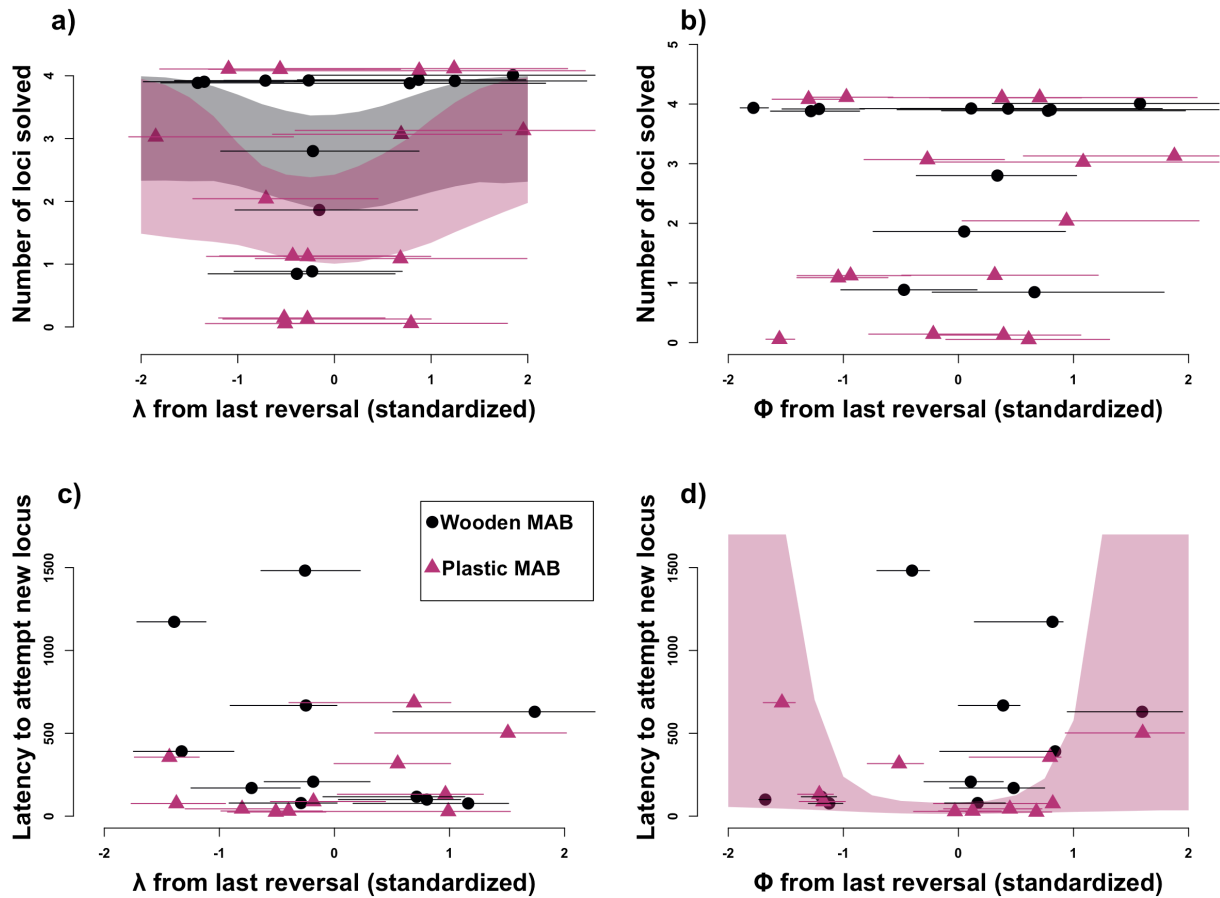 a)
Number of loci solved
4
3
2
1
0
-2 -1 0 1 2
λ from last reversal (standardized)
b)
Number of loci solved
5
4
3
2
1
0
-2 -1 0 1 2
Φ from last reversal (standardized)
c)
Latency to attempt new locus
1500
1000
500
0
-2 -1 0 1 2
λ from last reversal (standardized)
Wooden MAB
Plastic MAB
d)
Latency to attempt new locus
1500
1000
500
0
-2 -1 0 1 2
Φ from last reversal (standardized)